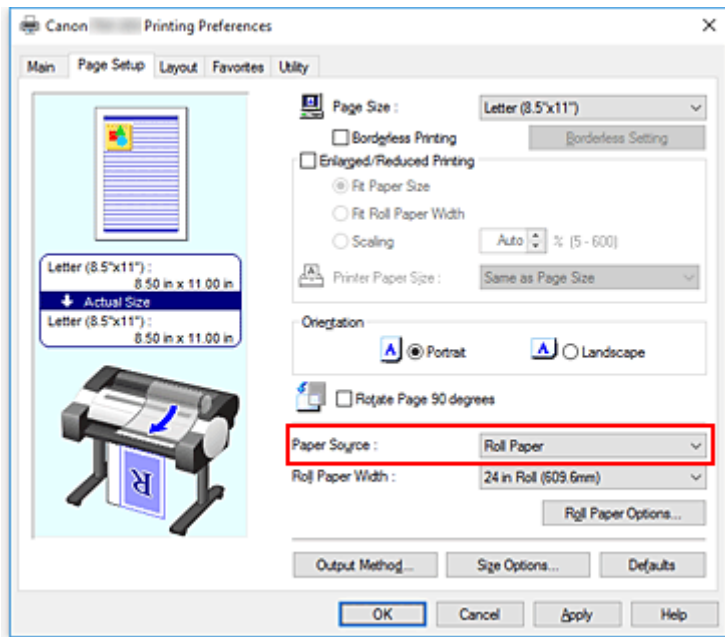 Canon Printing Preferences
Main Page Setup Layout Favorites Utility
Page Size : Letter (8.5"x11")
Borderless Printing Borderless Setting
Enlarged/Reduced Printing
Fit Paper Size
Fit Roll Paper Width
Scaling Auto % (5 - 600)
Printer Paper Size : Same as Page Size
Letter (8.5"x11") :
8.50 in x 11.00 in
Actual Size
Letter (8.5"x11") :
8.50 in x 11.00 in
Orientation
A Portrait A Landscape
Rotate Page 90 degrees
Paper Source : Roll Paper
Roll Paper Width : 24 in Roll (609.6mm)
R
Roll Paper Options...
Output Method... Size Options... Defaults
OK Cancel Apply Help